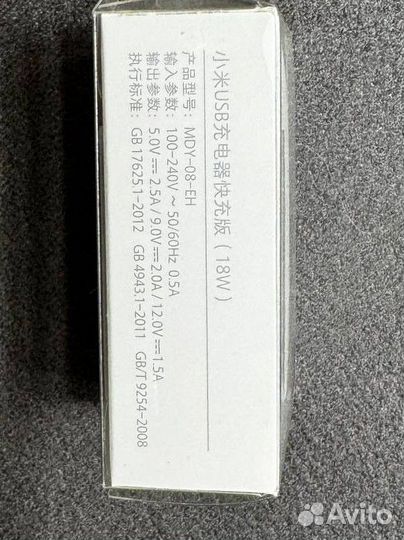 小米USB充电器快充版（18W）
产品型号：MDY-08-EH
输入参数：100-240V ~ 50/60Hz 0.5A
输出参数：5.0V⎓2.5A / 9.0V⎓2.0A / 12.0V⎓1.5A
执行标准：GB 176251-2012 GB 4943.1-2011 GB/T 9254-2008
Avito